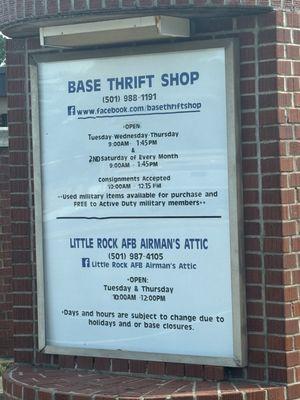 BASE THRIFT SHOP
(501) 988-1191
www.facebook.com/basethriftshop
•OPEN:
Tuesday-Wednesday-Thursday
9:00AM - 1:45PM
&
2ND Saturday of Every Month
9:00AM - 1:45PM
Consignments Accepted
10:00AM - 12:15PM
**Used military items available for purchase and
FREE to Active Duty military members**
LITTLE ROCK AFB AIRMAN'S ATTIC
(501) 987-4105
Little Rock AFB Airman's Attic
•OPEN:
Tuesday & Thursday
10:00AM - 12:00PM
*Days and hours are subject to change due to
holidays and or base closures.